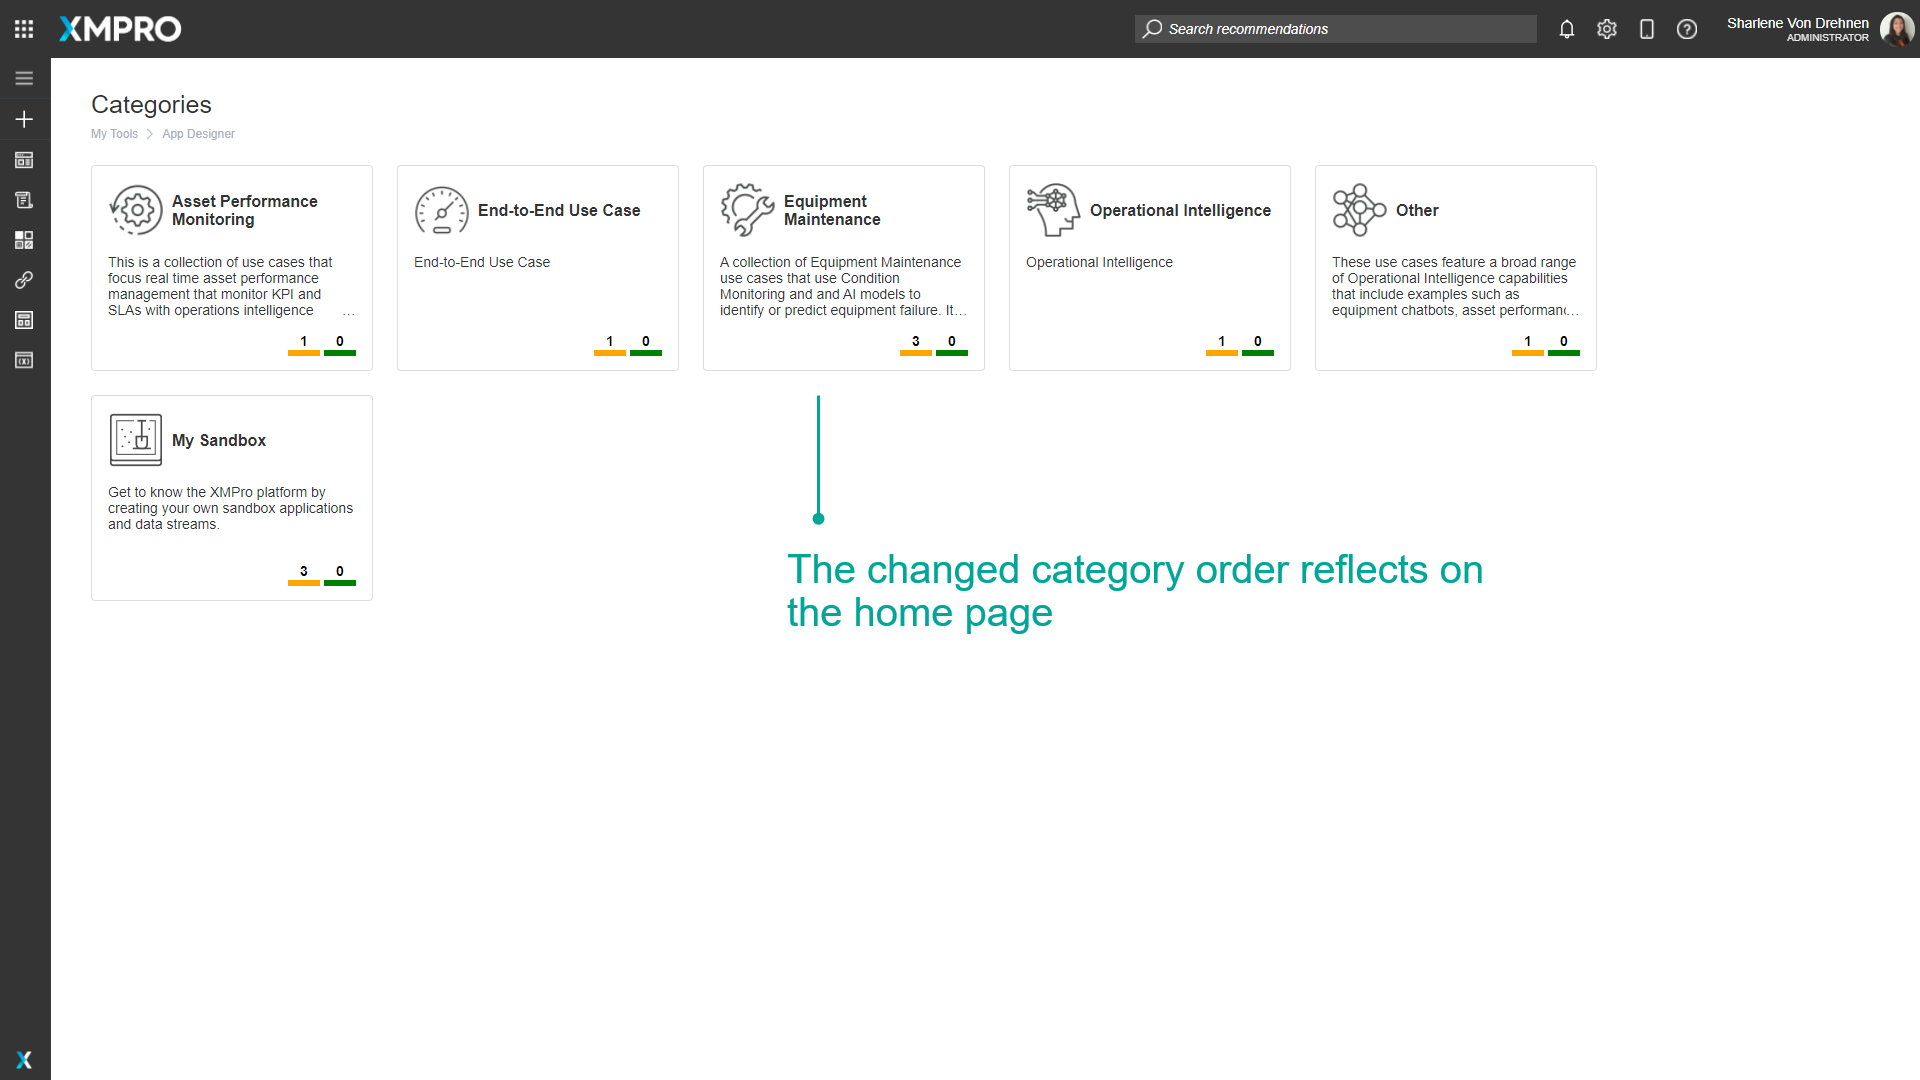 XMPRO
Search recommendations
Sharlene Von Drehnen
ADMINISTRATOR
Categories
My Tools
App Designer
Asset Performance
Monitoring
This is a collection of use cases that
focus real time asset performance
management that monitor KPI and
SLAs with operations intelligence ...
1 0
End-to-End Use Case
End-to-End Use Case
1 0
Equipment
Maintenance
A collection of Equipment Maintenance
use cases that use Condition
Monitoring and and AI models to
identify or predict equipment failure. It...
3 0
Operational Intelligence
Operational Intelligence
1 0
Other
These use cases feature a broad range
of Operational Intelligence capabilities
that include examples such as
equipment chatbots, asset performanc...
1 0
My Sandbox
Get to know the XMPro platform by
creating your own sandbox applications
and data streams.
3 0
The changed category order reflects on
the home page